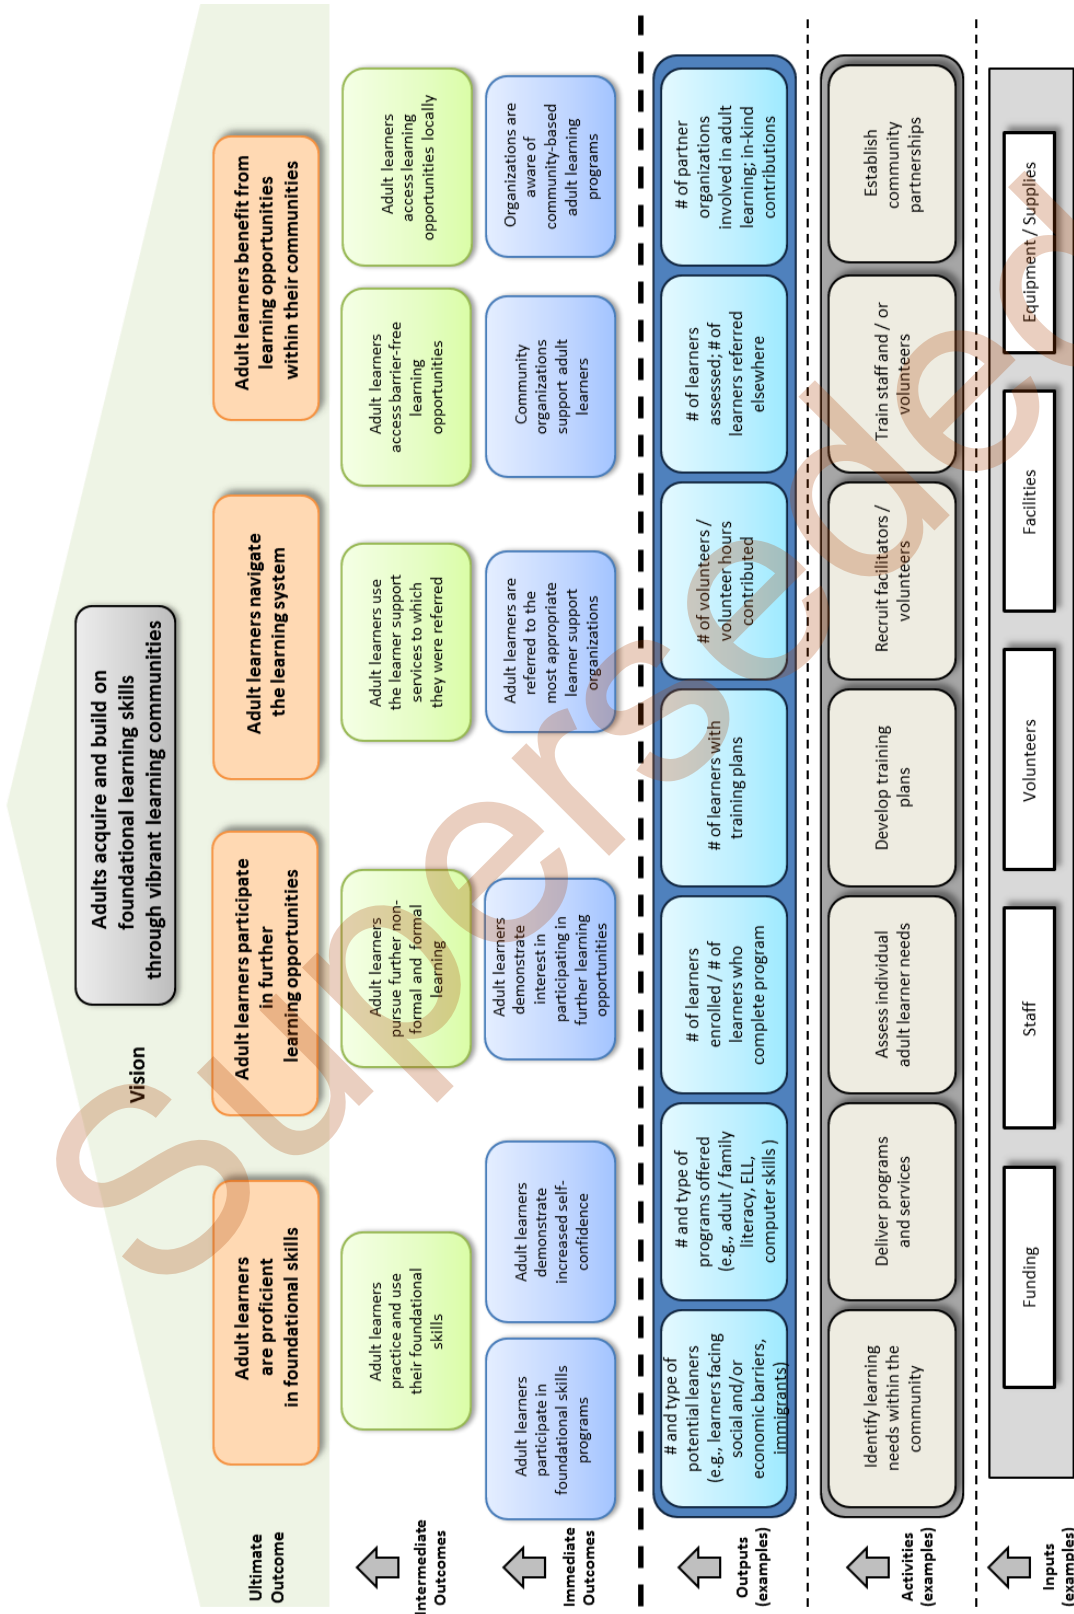 Vision
Adults acquire and build on
foundational learning skills
through vibrant learning communities
Ultimate
Outcome
Adult learners
are proficient
in foundational skills
Adult learners participate
in further
learning opportunities
Adult learners navigate
the learning system
Adult learners benefit from
learning opportunities
within their communities
Intermediate
Outcomes
Adult learners
practice and use
their foundational
skills
Adult learners
pursue further non-
formal and formal
learning
Adult learners use
the learner support
services to which
they were referred
Adult learners
access barrier-free
learning
opportunities
Adult learners
access learning
opportunities locally
Immediate
Outcomes
Adult learners
participate in
foundational skills
programs
Adult learners
demonstrate
increased self-
confidence
Adult learners
demonstrate
interest in
participating in
further learning
opportunities
Adult learners are
referred to the
most appropriate
learner support
organizations
Community
organizations
support adult
learners
Organizations are
aware of
community-based
adult learning
programs
Outputs
(examples)
# and type of
potential leaners
(e.g., learners facing
social and/or
economic barriers,
immigrants)
# and type of
programs offered
(e.g., adult / family
literacy, ELL,
computer skills )
# of learners
enrolled / # of
learners who
complete program
# of learners with
training plans
# of volunteers /
volunteer hours
contributed
# of learners
assessed; # of
learners referred
elsewhere
# of partner
organizations
involved in adult
learning; in-kind
contributions
Activities
(examples)
Identify learning
needs within the
community
Deliver programs
and services
Assess individual
adult learner needs
Develop training
plans
Recruit facilitators /
volunteers
Train staff and / or
volunteers
Establish
community
partnerships
Inputs
(examples)
Funding
Staff
Volunteers
Facilities
Equipment / Supplies
Superseded